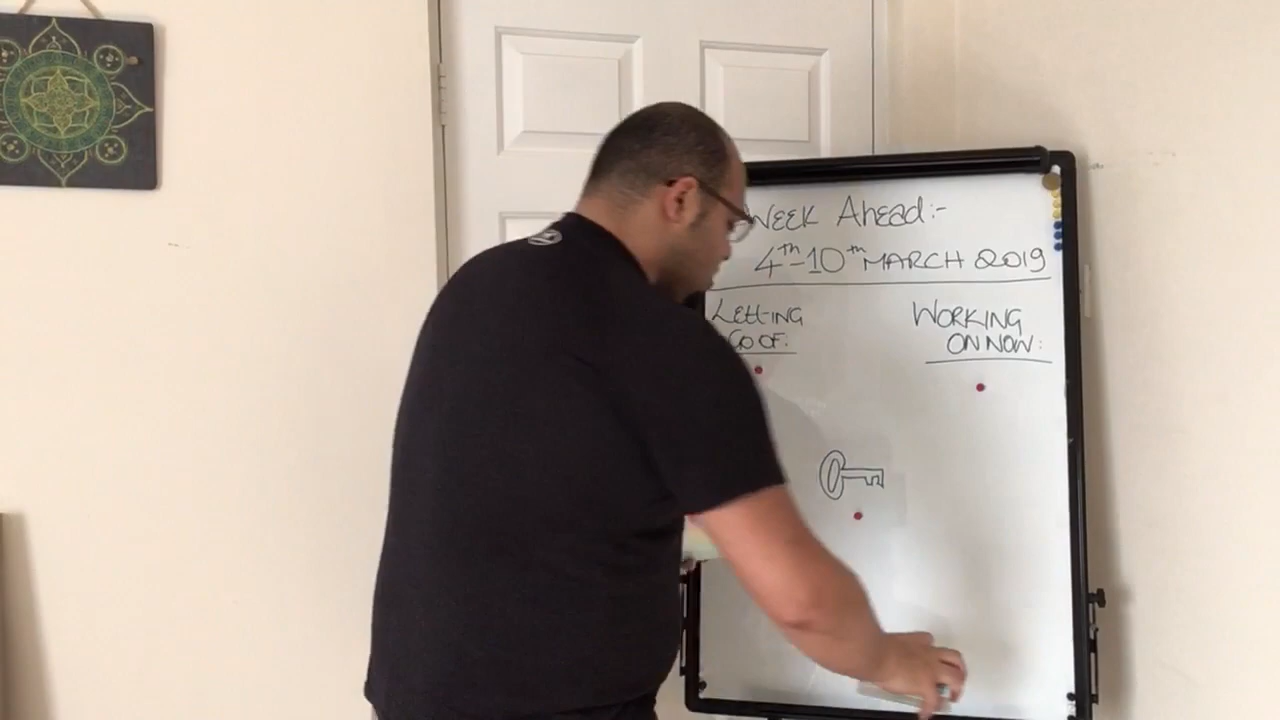 WEEK AHEAD:-
4th-10th MARCH 2019
LETTING
GO OF:
WORKING
ON NOW: